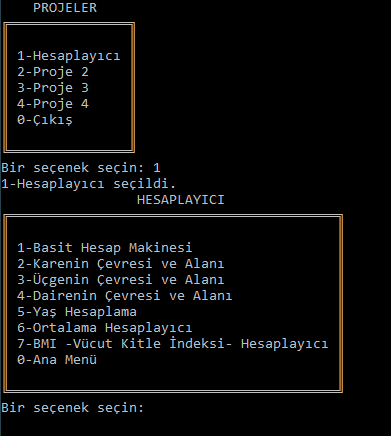 PROJELER
1-Hesaplayıcı
2-Proje 2
3-Proje 3
4-Proje 4
0-Çıkış
Bir seçenek seçin: 1
1-Hesaplayıcı seçildi.
HESAPLAYICI
1-Basit Hesap Makinesi
2-Karenin Çevresi ve Alanı
3-Üçgenin Çevresi ve Alanı
4-Dairenin Çevresi ve Alanı
5-Yaş Hesaplama
6-Ortalama Hesaplayıcı
7-BMI -Vücut Kitle İndeksi- Hesaplayıcı
0-Ana Menü
Bir seçenek seçin: